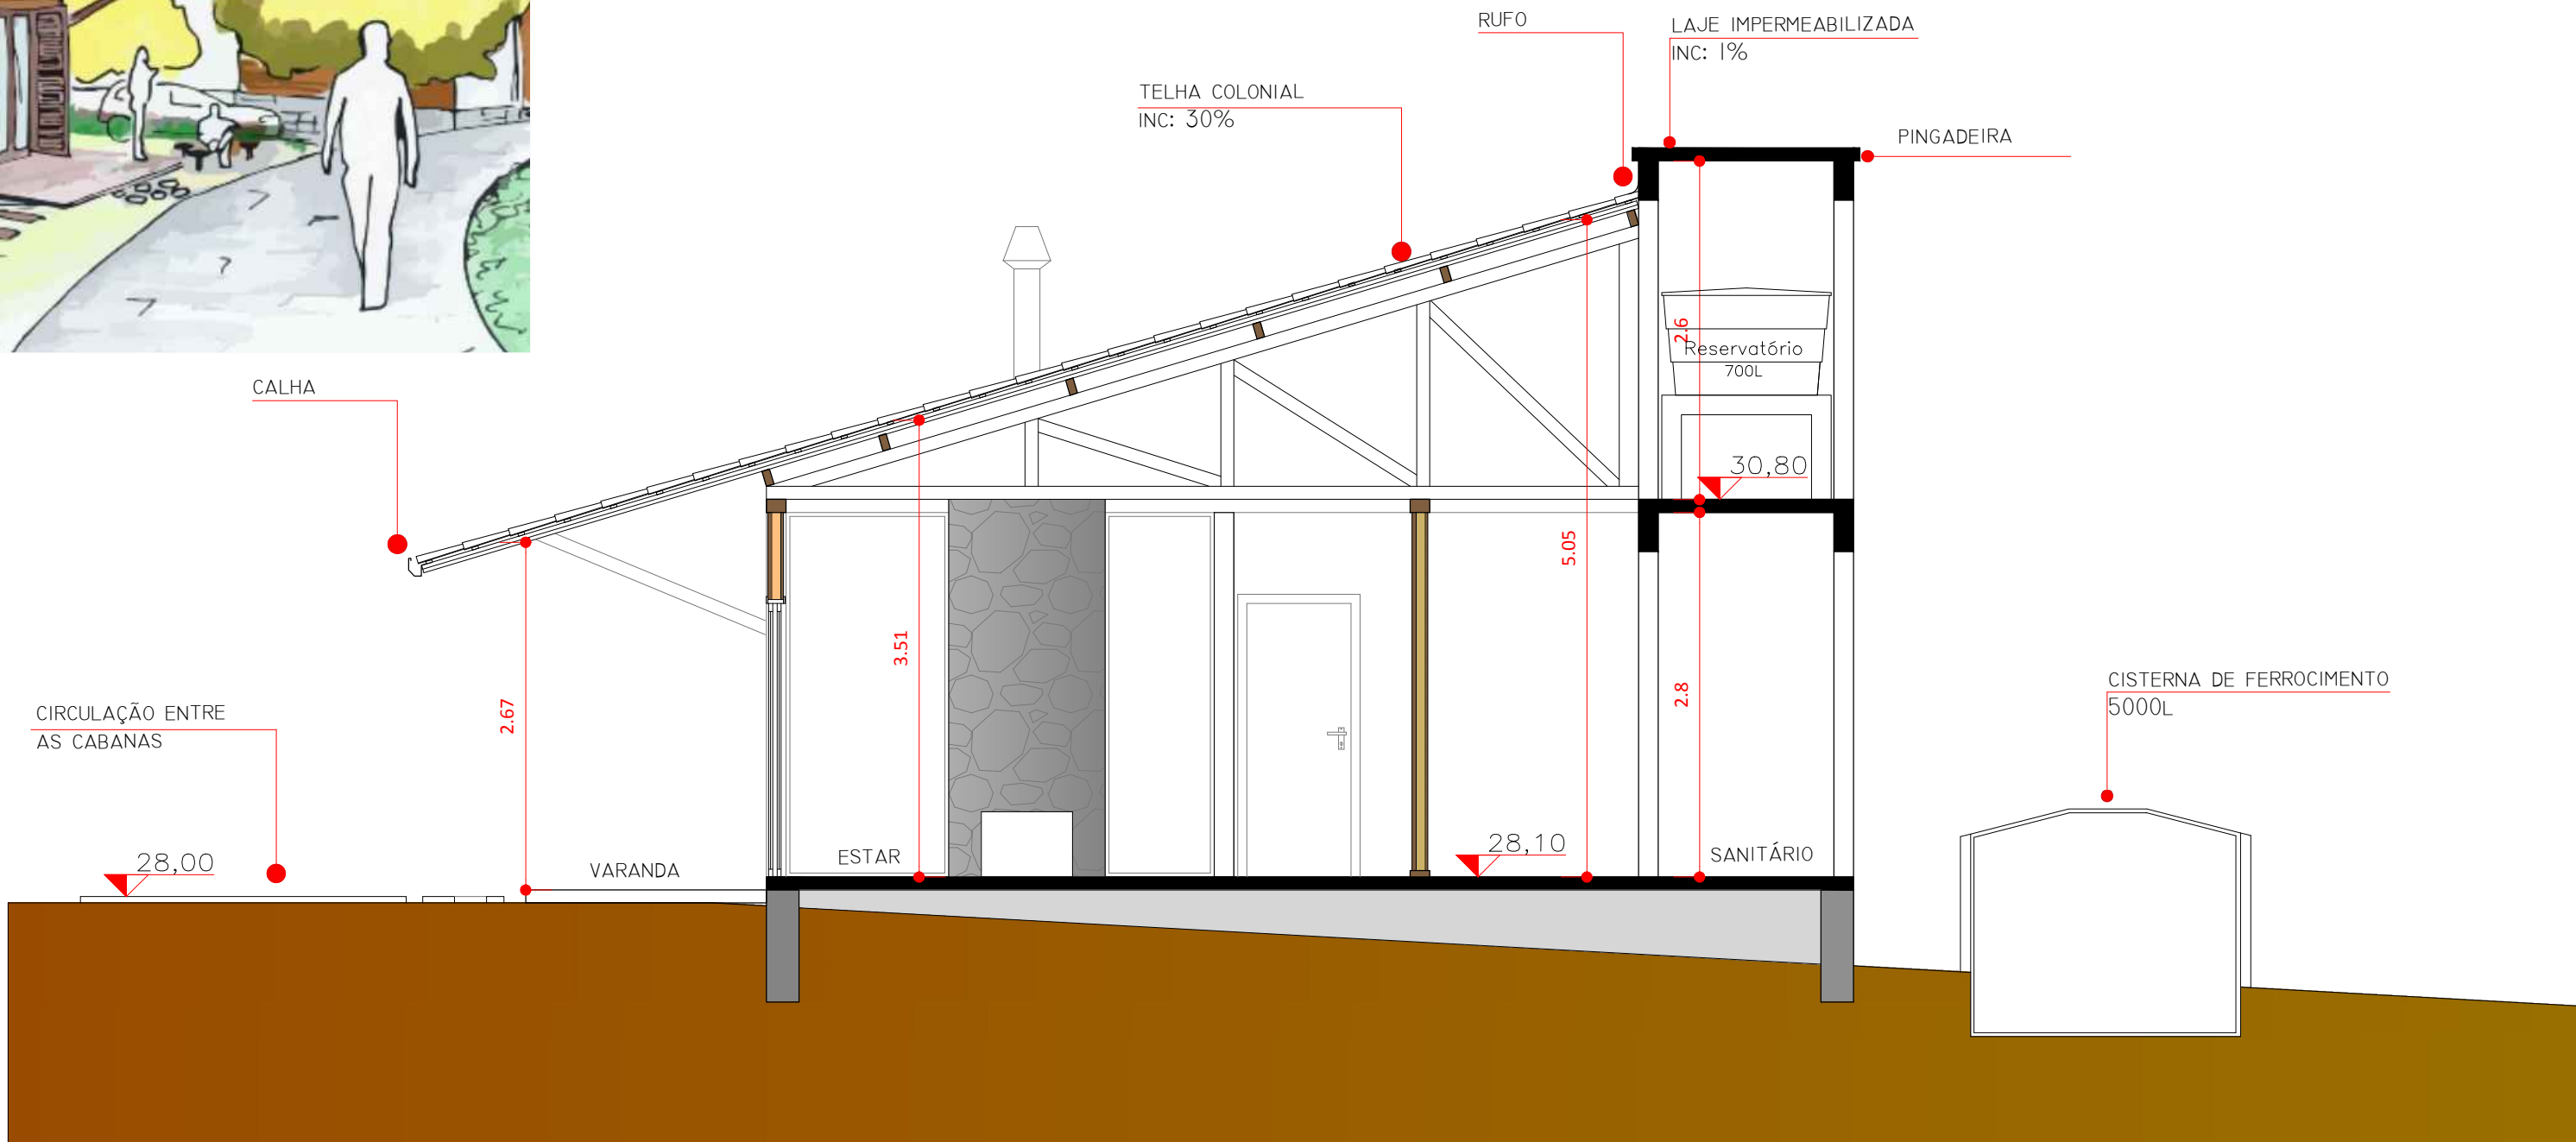 RUFO
LAJE IMPERMEABILIZADA
INC: 1%
TELHA COLONIAL
INC: 30%
PINGADEIRA
2.6
Reservatório
700L
CALHA
30,80
5.05
3.51
2.67
2.8
CISTERNA DE FERROCIMENTO
5000L
CIRCULAÇÃO ENTRE
AS CABANAS
28,00
VARANDA
ESTAR
28,10
SANITÁRIO